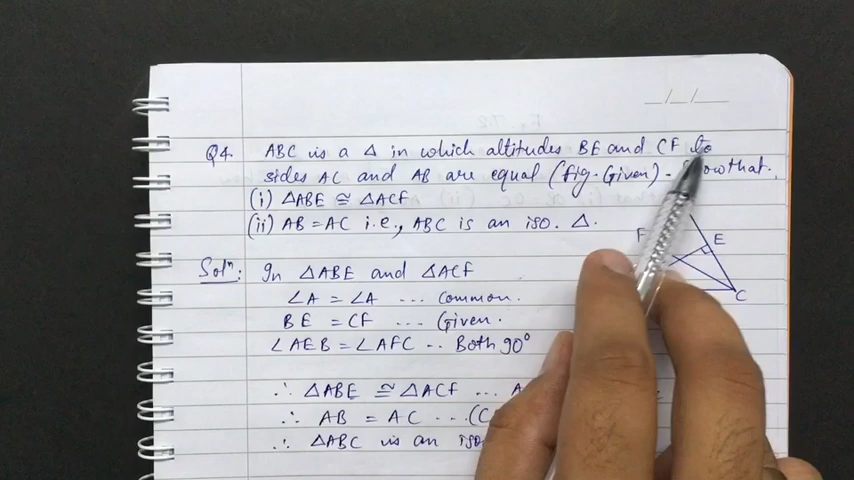 _/_/_
Q4. ABC is a Δ in which altitudes BE and CF to
sides AC and AB are equal (fig. Given). Show that.,
(i) ΔABE ≅ ΔACF
(ii) AB = AC i.e., ABC is an iso. Δ.
F E
C
Solⁿ: In ΔABE and ΔACF
∠A = ∠A ... common.
BE = CF ... Given.
∠AEB = ∠AFC .. Both 90°
∴ ΔABE ≅ ΔACF ... A
∴ AB = AC ...(C
∴ ΔABC is an iso